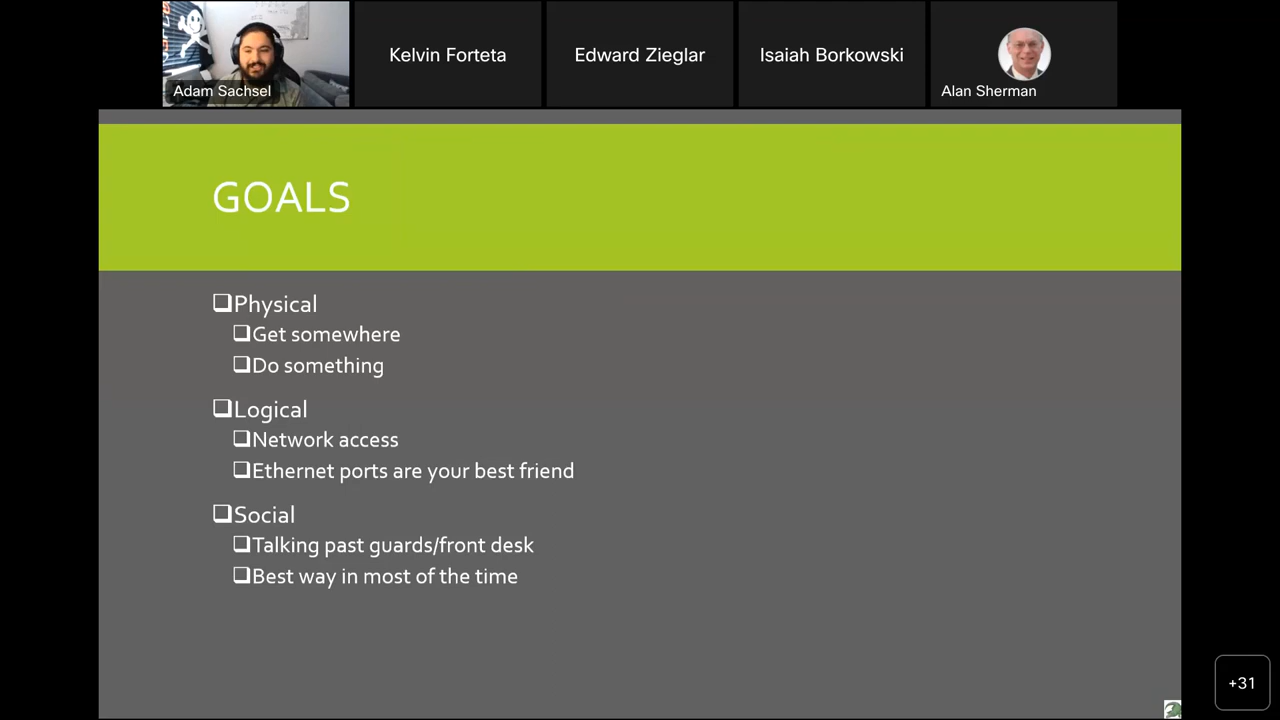 Adam Sachsel
Kelvin Forteta
Edward Zieglar
Isaiah Borkowski
Alan Sherman
GOALS
Physical
Get somewhere
Do something
Logical
Network access
Ethernet ports are your best friend
Social
Talking past guards/front desk
Best way in most of the time
+31